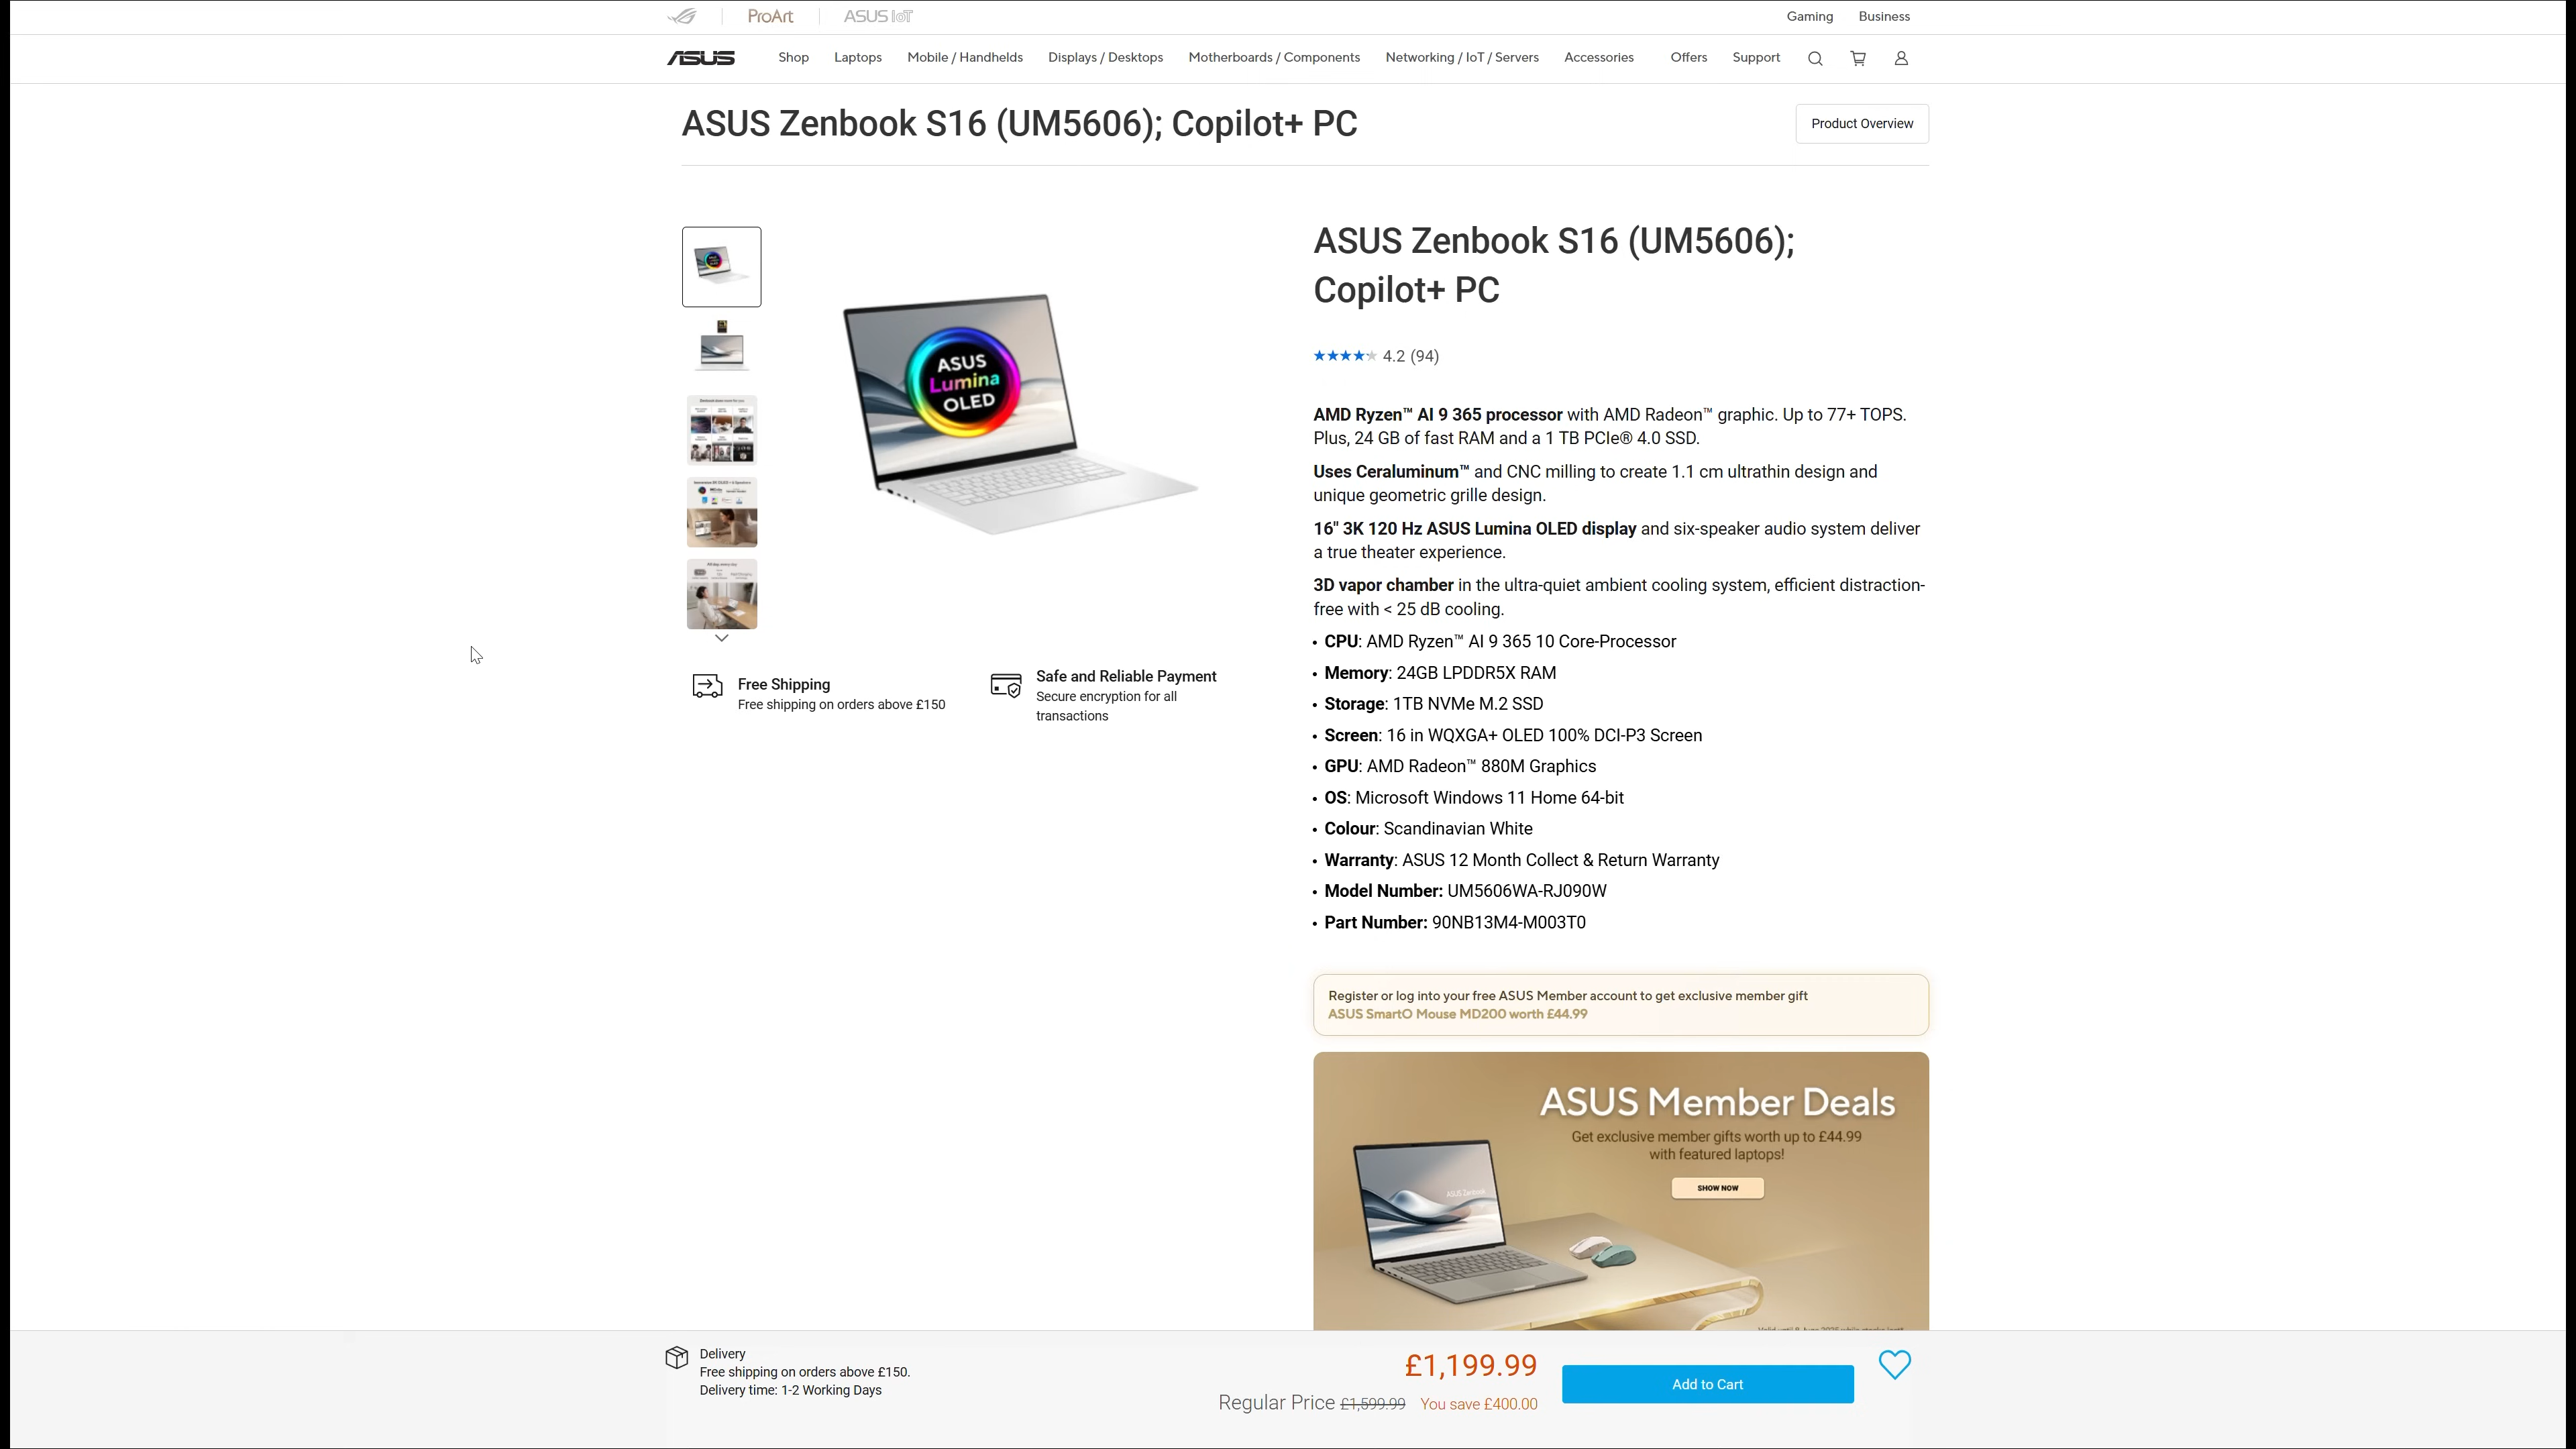 ProArt
ASUS IoT
Gaming
Business
ASUS
Shop
Laptops
Mobile / Handhelds
Displays / Desktops
Motherboards / Components
Networking / IoT / Servers
Accessories
Offers
Support
ASUS Zenbook S16 (UM5606); Copilot+ PC
Product Overview
ASUS
Lumina
OLED
Free Shipping
Free shipping on orders above £150
Safe and Reliable Payment
Secure encryption for all
transactions
ASUS Zenbook S16 (UM5606);
Copilot+ PC
4.2 (94)
AMD Ryzen™ AI 9 365 processor with AMD Radeon™ graphic. Up to 77+ TOPS.
Plus, 24 GB of fast RAM and a 1 TB PCIe® 4.0 SSD.
Uses Ceraluminum™ and CNC milling to create 1.1 cm ultrathin design and
unique geometric grille design.
16" 3K 120 Hz ASUS Lumina OLED display and six-speaker audio system deliver
a true theater experience.
3D vapor chamber in the ultra-quiet ambient cooling system, efficient distraction-
free with < 25 dB cooling.
• CPU: AMD Ryzen™ AI 9 365 10 Core-Processor
• Memory: 24GB LPDDR5X RAM
• Storage: 1TB NVMe M.2 SSD
• Screen: 16 in WQXGA+ OLED 100% DCI-P3 Screen
• GPU: AMD Radeon™ 880M Graphics
• OS: Microsoft Windows 11 Home 64-bit
• Colour: Scandinavian White
• Warranty: ASUS 12 Month Collect & Return Warranty
• Model Number: UM5606WA-RJ090W
• Part Number: 90NB13M4-M003T0
Register or log into your free ASUS Member account to get exclusive member gift
ASUS SmartO Mouse MD200 worth £44.99
ASUS Member Deals
Get exclusive member gifts worth up to £44.99
with featured laptops!
SHOW NOW
ASUS Zenbook
Delivery
Free shipping on orders above £150.
Delivery time: 1-2 Working Days
£1,199.99
Regular Price £1,599.99 You save £400.00
Add to Cart